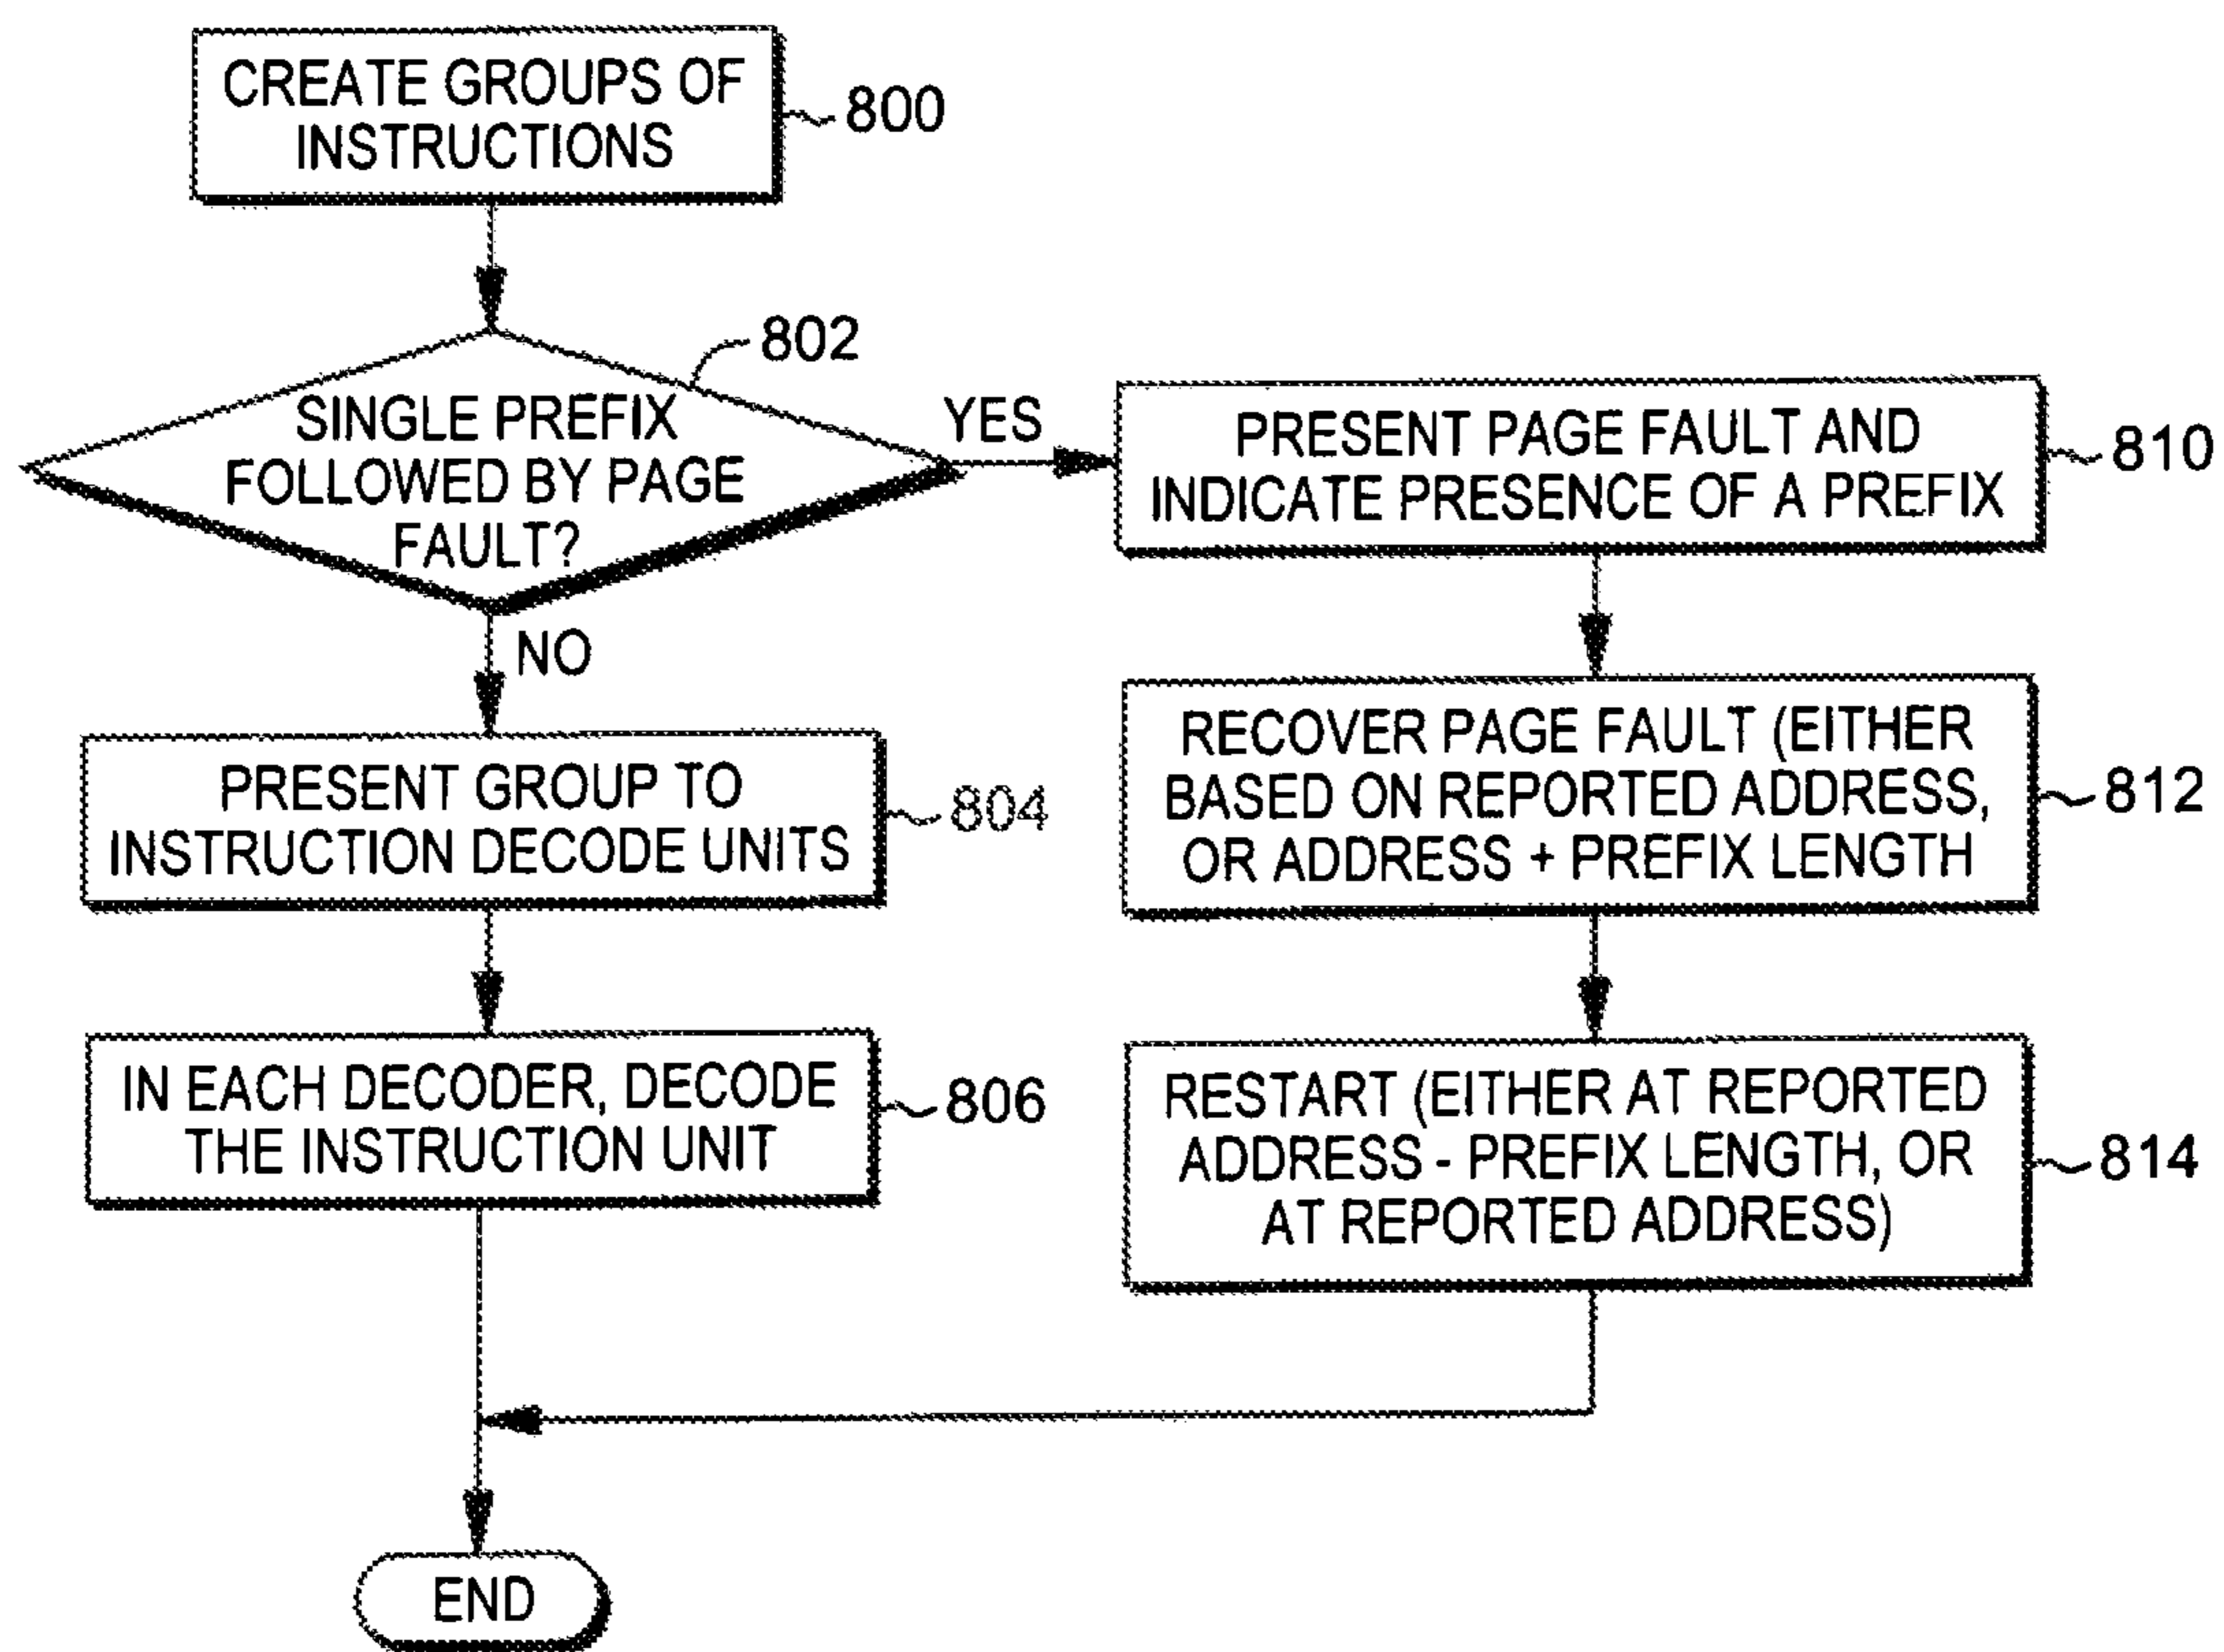 CREATE GROUPS OF
INSTRUCTIONS
800
802
SINGLE PREFIX
FOLLOWED BY PAGE
FAULT?
YES
NO
PRESENT GROUP TO
INSTRUCTION DECODE UNITS
804
IN EACH DECODER, DECODE
THE INSTRUCTION UNIT
806
PRESENT PAGE FAULT AND
INDICATE PRESENCE OF A PREFIX
810
RECOVER PAGE FAULT (EITHER
BASED ON REPORTED ADDRESS,
OR ADDRESS + PREFIX LENGTH
812
RESTART (EITHER AT REPORTED
ADDRESS - PREFIX LENGTH, OR
AT REPORTED ADDRESS)
814
END